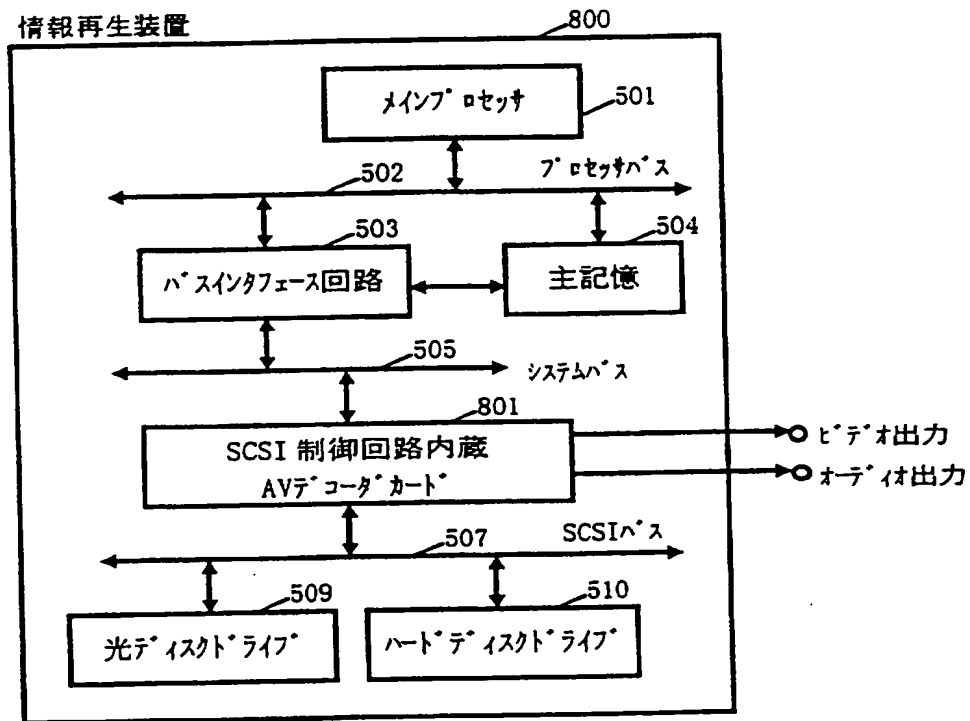 情報再生装置
800
メインプロセッサ
501
502
プロセッサバス
503
504
バスインタフェース回路
主記憶
505
システムバス
801
SCSI 制御回路内蔵
AVデコーダカード
ビデオ出力
オーディオ出力
507
SCSIバス
509
510
光ディスクドライブ
ハードディスクドライブ